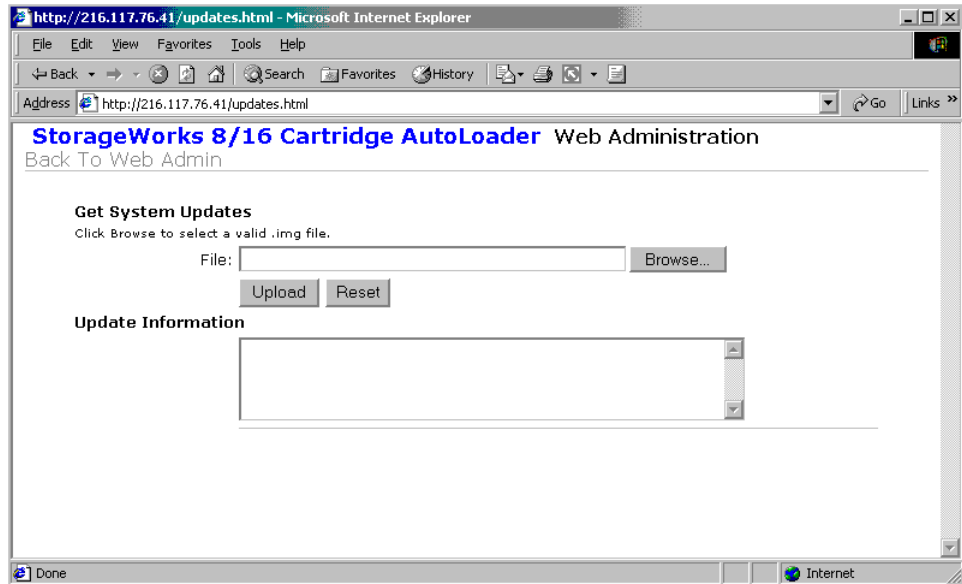 http://216.117.76.41/updates.html - Microsoft Internet Explorer
File Edit View Favorites Tools Help
Back Search Favorites History
Address http://216.117.76.41/updates.html Go Links »
StorageWorks 8/16 Cartridge AutoLoader Web Administration
Back To Web Admin
Get System Updates
Click Browse to select a valid .img file.
File: Browse...
Upload Reset
Update Information
Done Internet